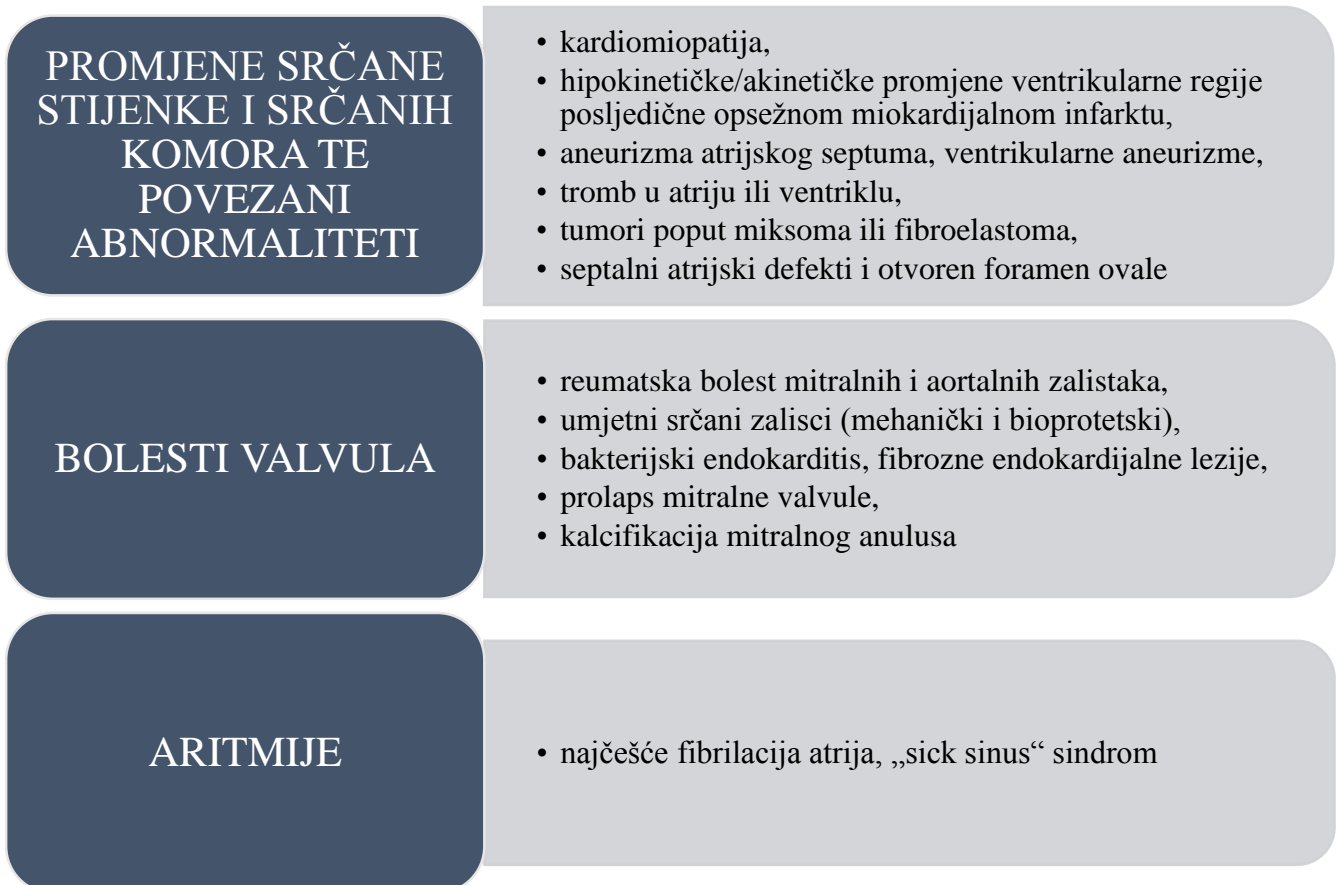 PROMJENE SRČANE
STIJENKE I SRČANIH
KOMORA TE
POVEZANI
ABNORMALITETI
• kardiomiopatija,
• hipokinetičke/akinetičke promjene ventrikularne regije
posljedične opsežnom miokardijalnom infarktu,
• aneurizma atrijskog septuma, ventrikularne aneurizme,
• tromb u atriju ili ventriklu,
• tumori poput miksoma ili fibroelastoma,
• septalni atrijski defekti i otvoren foramen ovale
BOLESTI VALVULA
• reumatska bolest mitralnih i aortalnih zalistaka,
• umjetni srčani zalisci (mehanički i bioprotetski),
• bakterijski endokarditis, fibrozne endokardijalne lezije,
• prolaps mitralne valvule,
• kalcifikacija mitralnog anulusa
ARITMIJE
• najčešće fibrilacija atrija, „sick sinus“ sindrom